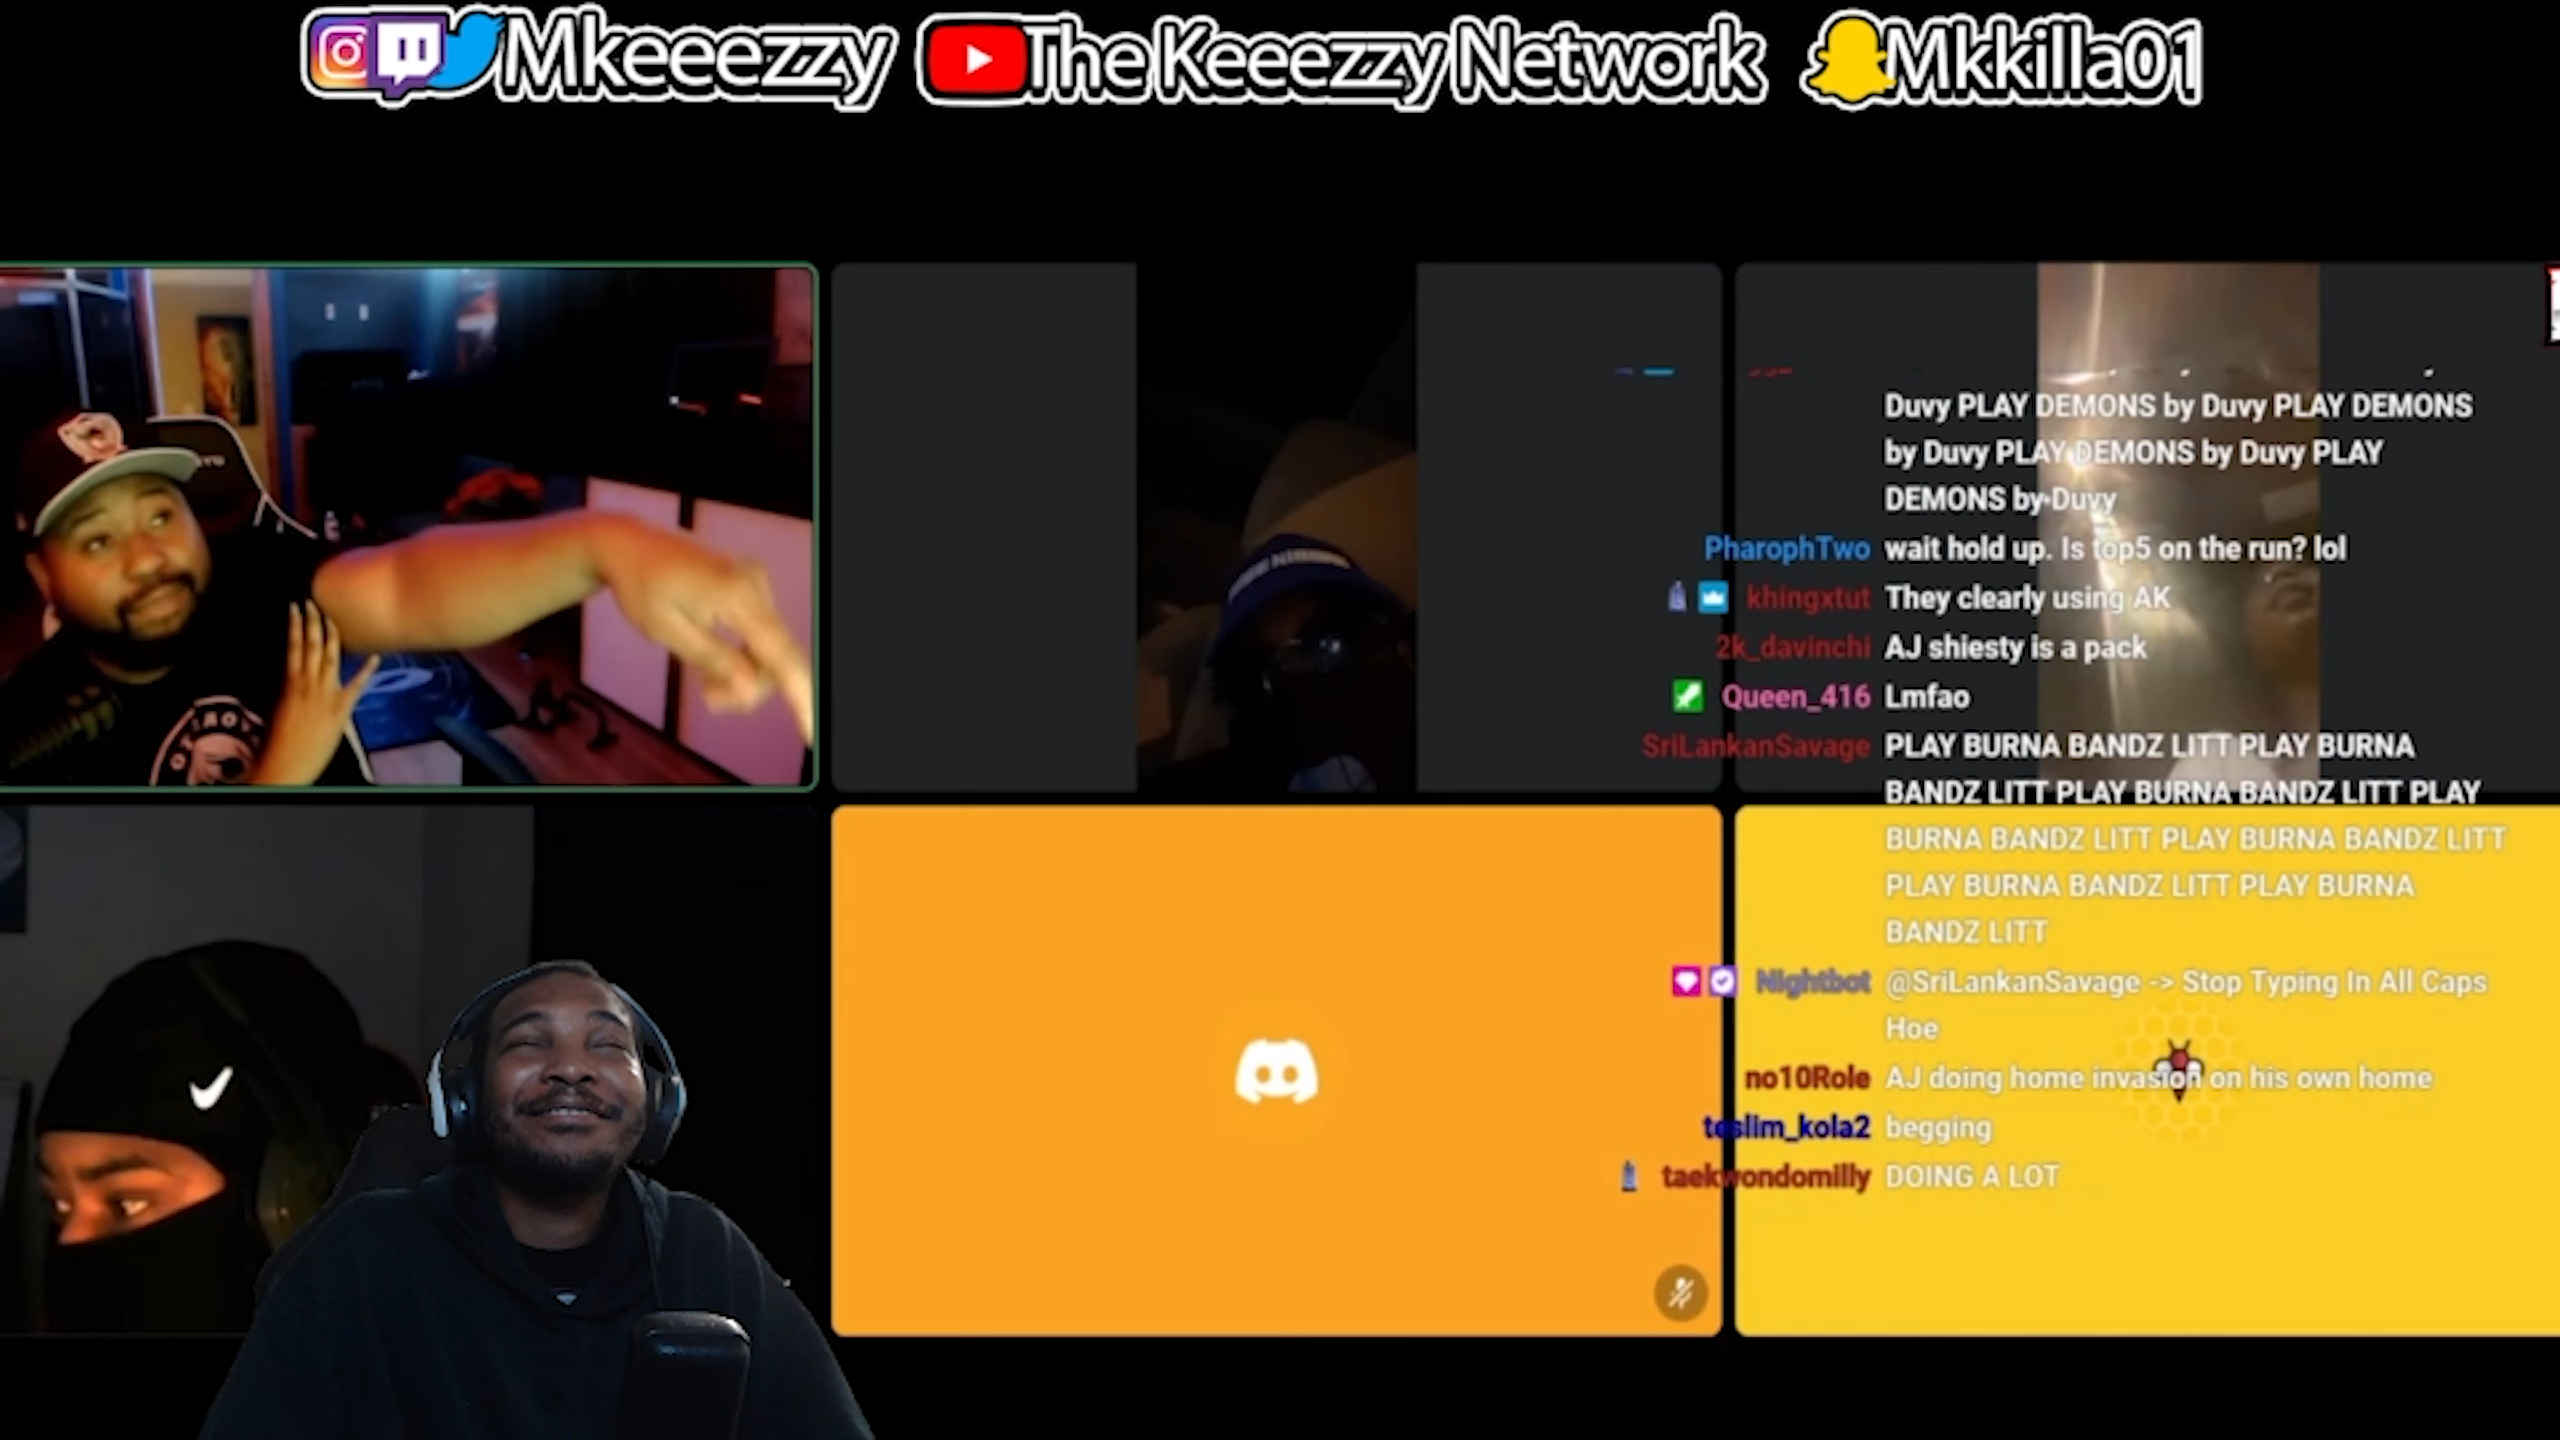 Mkeeezzy The Keeezzy Network Mkkilla01
Duvy PLAY DEMONS by Duvy PLAY DEMONS
by Duvy PLAY DEMONS by Duvy PLAY
DEMONS by Duvy
PharophTwo wait hold up. Is top5 on the run? lol
khingxtut They clearly using AK
2k_davinchi AJ shiesty is a pack
Queen_416 Lmfao
SriLankanSavage PLAY BURNA BANDZ LITT PLAY BURNA
BANDZ LITT PLAY BURNA BANDZ LITT PLAY
BURNA BANDZ LITT PLAY BURNA BANDZ LITT
PLAY BURNA BANDZ LITT PLAY BURNA
BANDZ LITT
Nightbot @SriLankanSavage -> Stop Typing In All Caps
Hoe
no10Role AJ doing home invasion on his own home
teslim_kola2 begging
taekwondomilly DOING A LOT